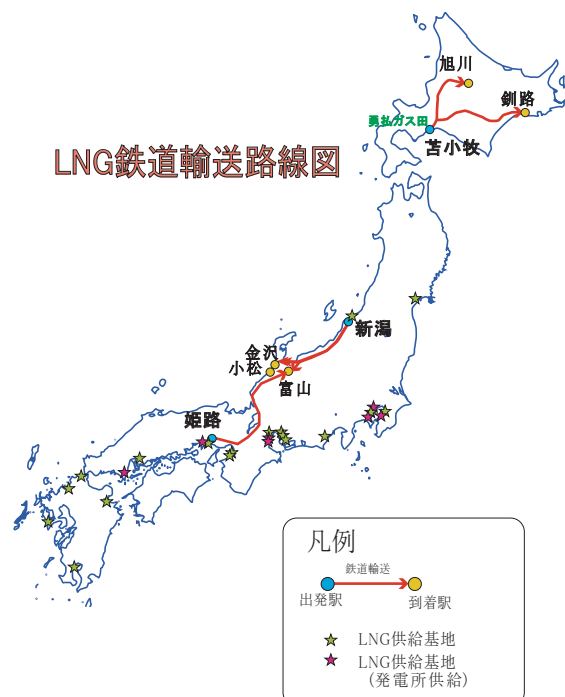 旭川
釧路
勇払ガス田
苫小牧
LNG鉄道輸送路線図
新潟
金沢
小松
富山
姫路
凡例
鉄道輸送
出発駅
到着駅
LNG供給基地
LNG供給基地
(発電所供給)